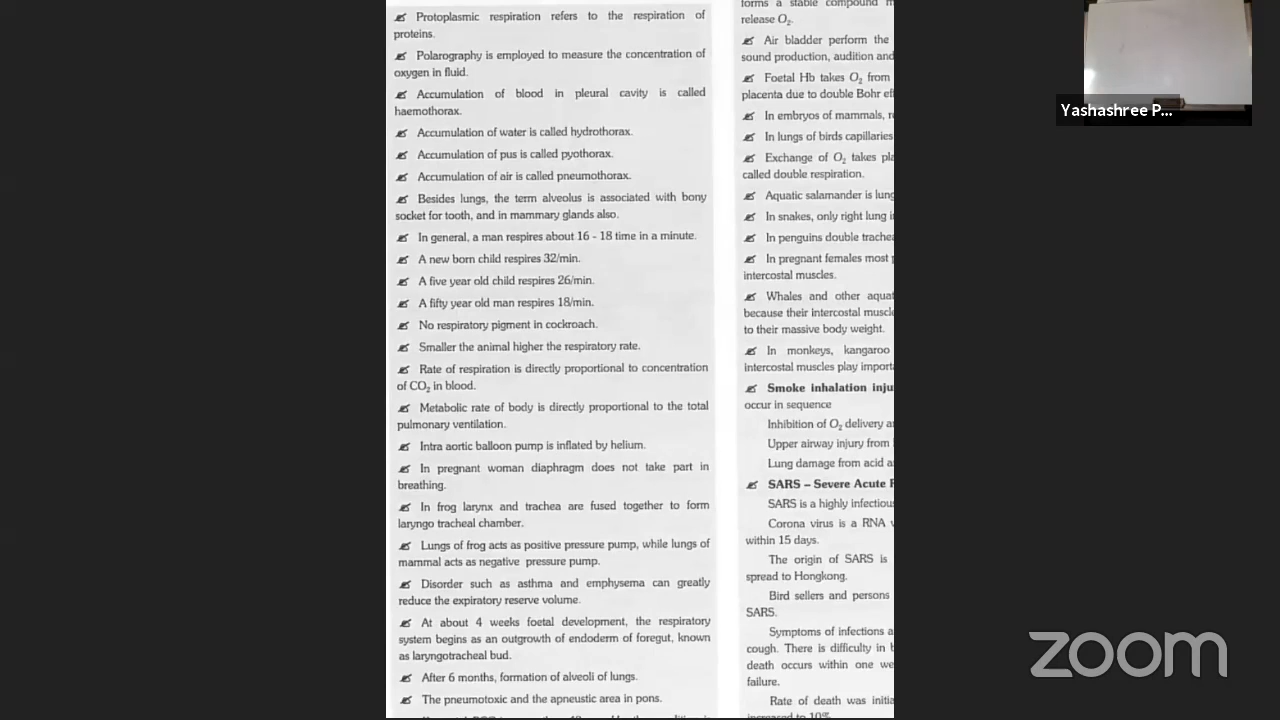 Protoplasmic respiration refers to the respiration of
proteins.
Polarography is employed to measure the concentration of
oxygen in fluid.
Accumulation of blood in pleural cavity is called
haemothorax.
Accumulation of water is called hydrothorax.
Accumulation of pus is called pyothorax.
Accumulation of air is called pneumothorax.
Besides lungs, the term alveolus is associated with bony
socket for tooth, and in mammary glands also.
In general, a man respires about 16 - 18 time in a minute.
A new born child respires 32/min.
A five year old child respires 26/min.
A fifty year old man respires 18/min.
No respiratory pigment in cockroach.
Smaller the animal higher the respiratory rate.
Rate of respiration is directly proportional to concentration
of CO₂ in blood.
Metabolic rate of body is directly proportional to the total
pulmonary ventilation.
Intra aortic balloon pump is inflated by helium.
In pregnant woman diaphragm does not take part in
breathing.
In frog larynx and trachea are fused together to form
laryngo tracheal chamber.
Lungs of frog acts as positive pressure pump, while lungs of
mammal acts as negative pressure pump.
Disorder such as asthma and emphysema can greatly
reduce the expiratory reserve volume.
At about 4 weeks foetal development, the respiratory
system begins as an outgrowth of endoderm of foregut, known
as laryngotracheal bud.
After 6 months, formation of alveoli of lungs.
The pneumotoxic and the apneustic area in pons.
forms a stable compound
release O₂.
Air bladder perform the
sound production, audition and
Foetal Hb takes O₂ from
placenta due to double Bohr
In embryos of mammals,
In lungs of birds capillaries
Exchange of O₂ takes
called double respiration.
Aquatic salamander is
In snakes, only right lung
In penguins double
In pregnant females most
intercostal muscles.
Whales and other
because their intercostal
to their massive body weight.
In monkeys, kangaroo
intercostal muscles play
Smoke inhalation
occur in sequence
Inhibition of O₂ delivery
Upper airway injury from
Lung damage from acid
SARS – Severe Acute
SARS is a highly infectious
Corona virus is a RNA
within 15 days.
The origin of SARS is
spread to Hongkong.
Bird sellers and persons
SARS.
Symptoms of infections
cough. There is difficulty in
death occurs within one
failure.
Rate of death was
increased to 10%
Yashashree P...
zoom